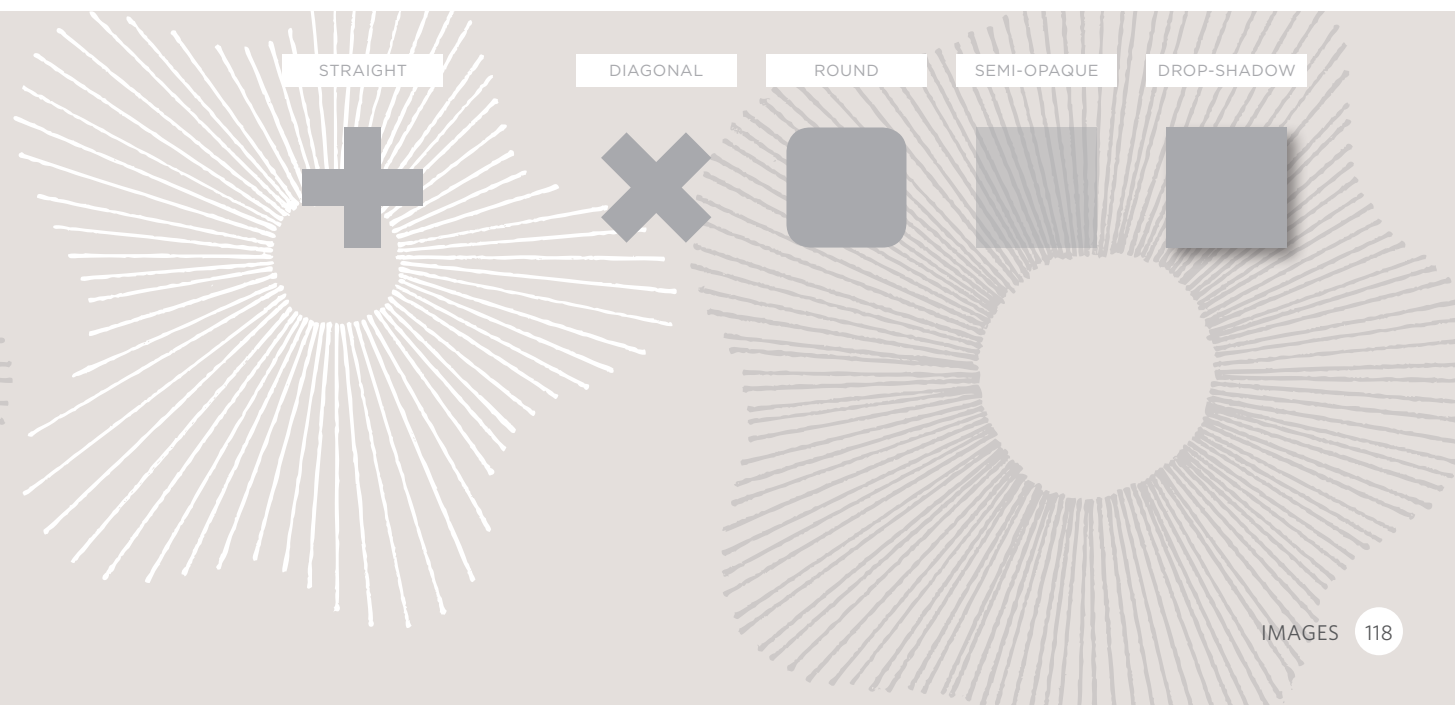 STRAIGHT
DIAGONAL
ROUND
SEMI-OPAQUE
DROP-SHADOW
IMAGES 118